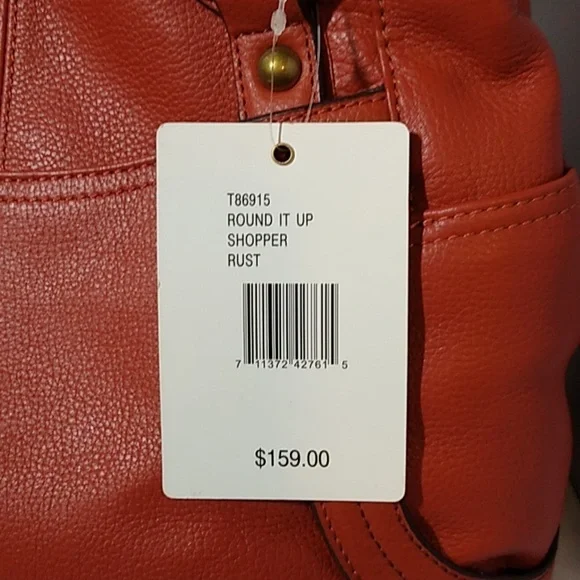 T86915
ROUND IT UP
SHOPPER
RUST
7 11372 42761 5
$159.00